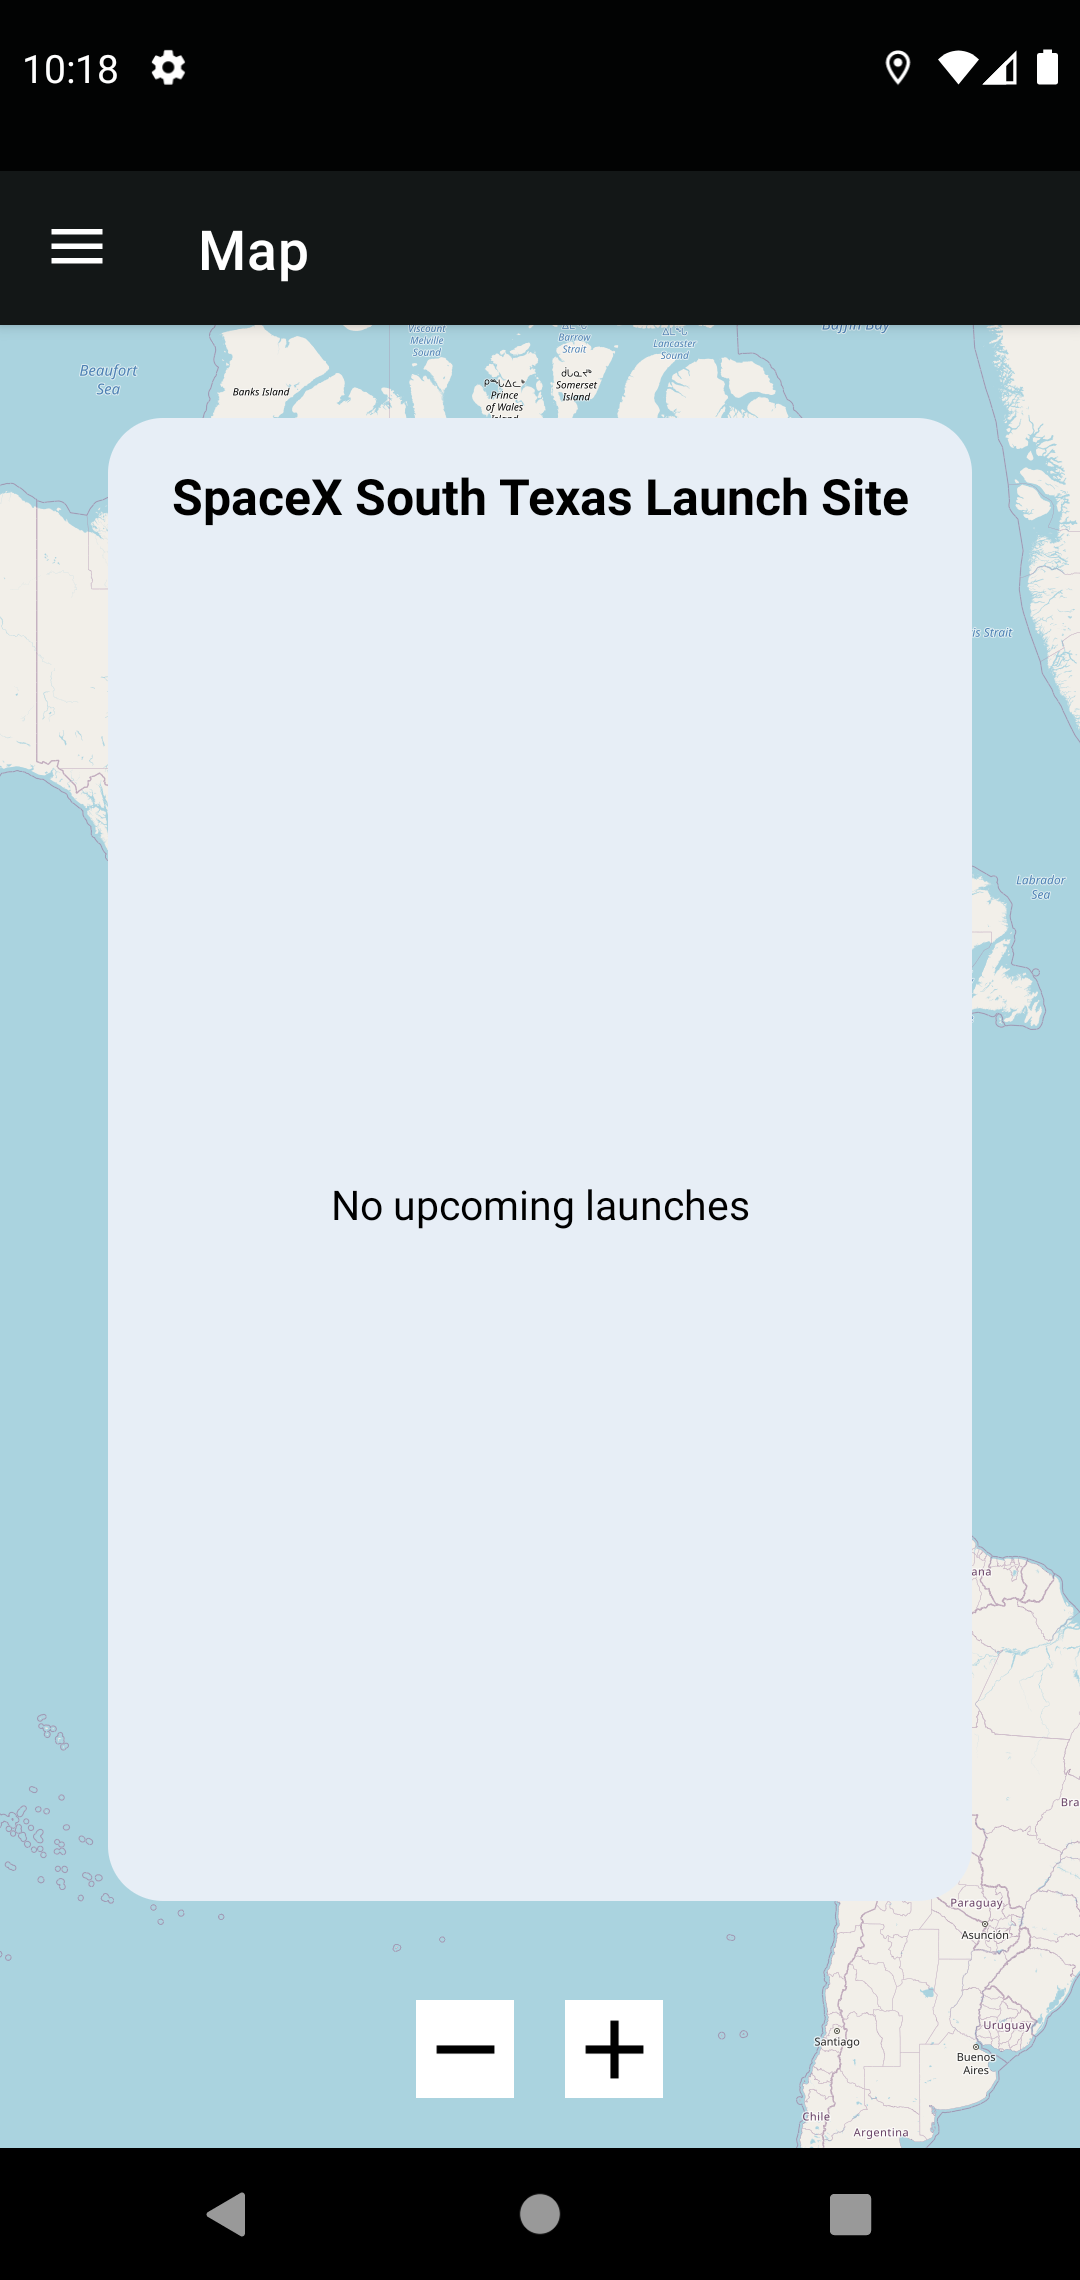 10:18
Map
Viscount
Melville
Sound
Barrow
Strait
Lancaster
Sound
Baffin Bay
Beaufort
Sea
Banks Island
Prince
of Wales
Island
Somerset
Island
SpaceX South Texas Launch Site
is Strait
Labrador
Sea
No upcoming launches
ana
Bra
Paraguay
Asunción
Uruguay
Santiago
Buenos
Aires
Chile
Argentina